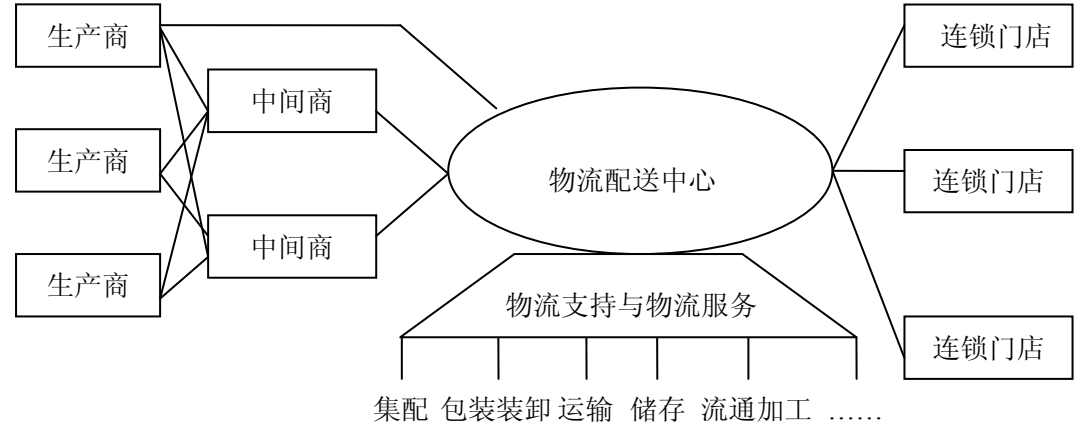 生产商
连锁门店
中间商
生产商
物流配送中心
连锁门店
中间商
生产商
物流支持与物流服务
连锁门店
集配 包装装卸 运输 储存 流通加工 ……